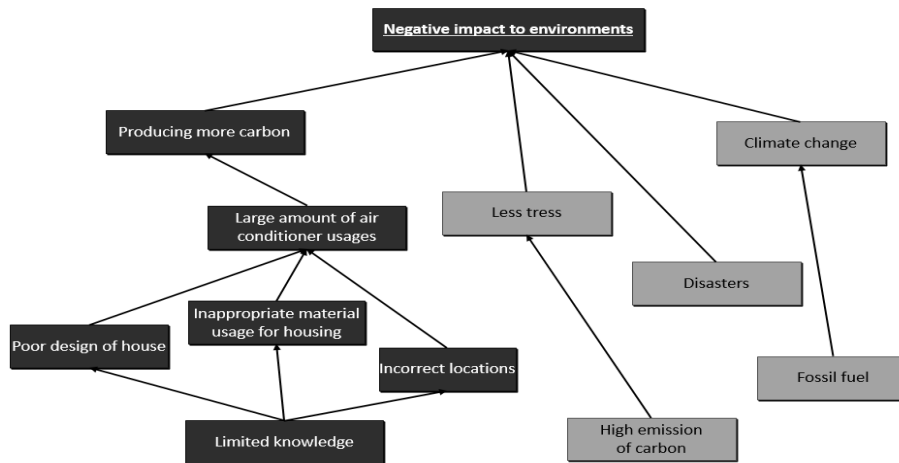 Negative impact to environments
Producing more carbon
Climate change
Large amount of air
conditioner usages
Less tress
Disasters
Inappropriate material
usage for housing
Poor design of house
Incorrect locations
Fossil fuel
Limited knowledge
High emission
of carbon